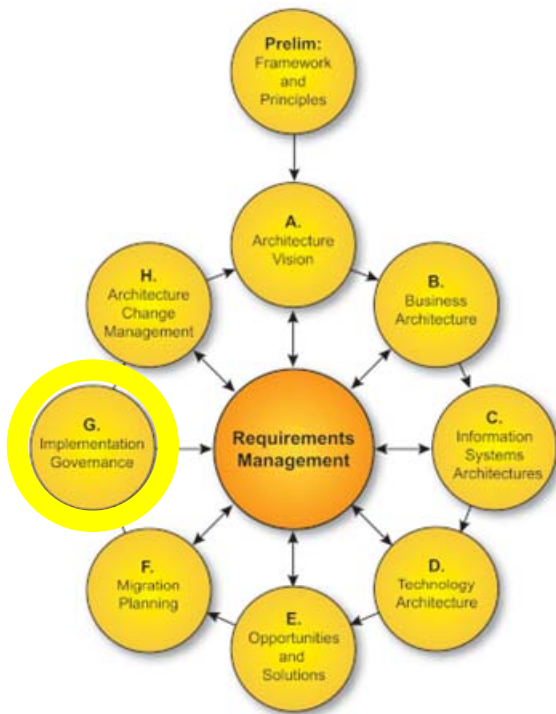 Prelim:
Framework
and
Principles
A.
Architecture
Vision
B.
Business
Architecture
C.
Information
Systems
Architectures
D.
Technology
Architecture
E.
Opportunities
and
Solutions
F.
Migration
Planning
G.
Implementation
Governance
H.
Architecture
Change
Management
Requirements
Management